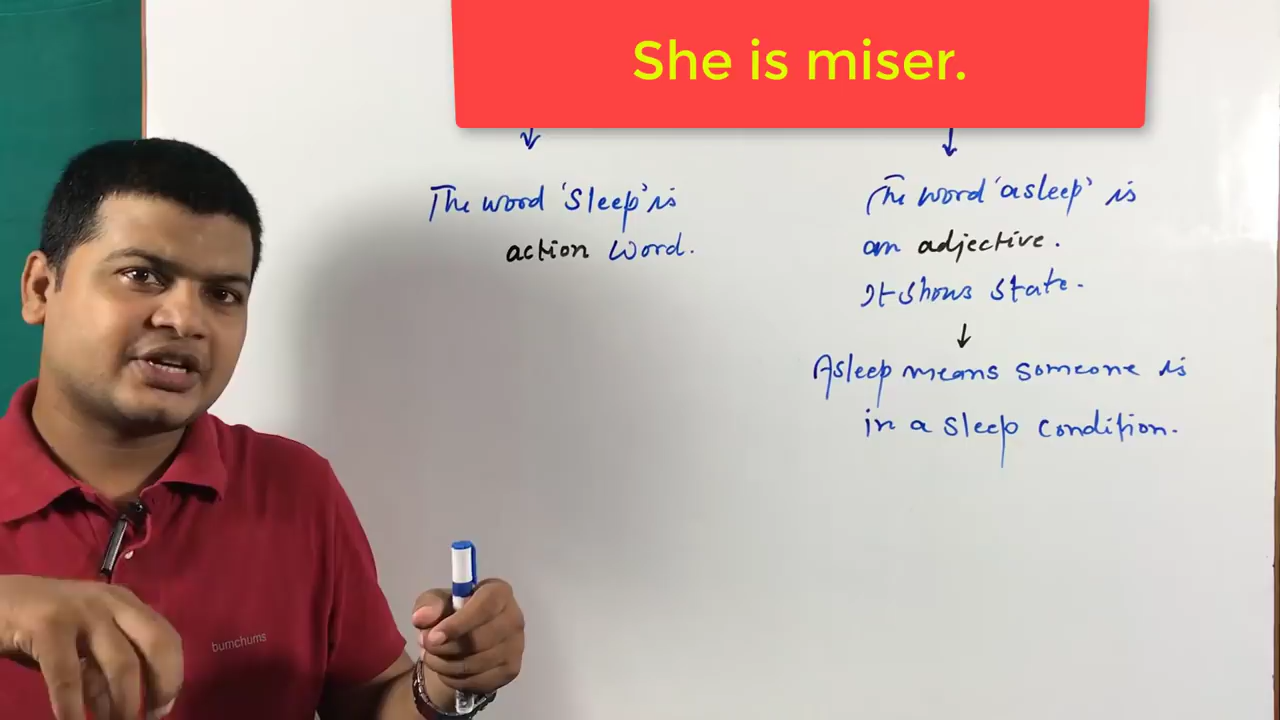 She is miser.
The word 'Sleep' is
action word.
The word 'asleep' is
an adjective.
It shows state.
Asleep means someone is
in a sleep condition.
bumchums